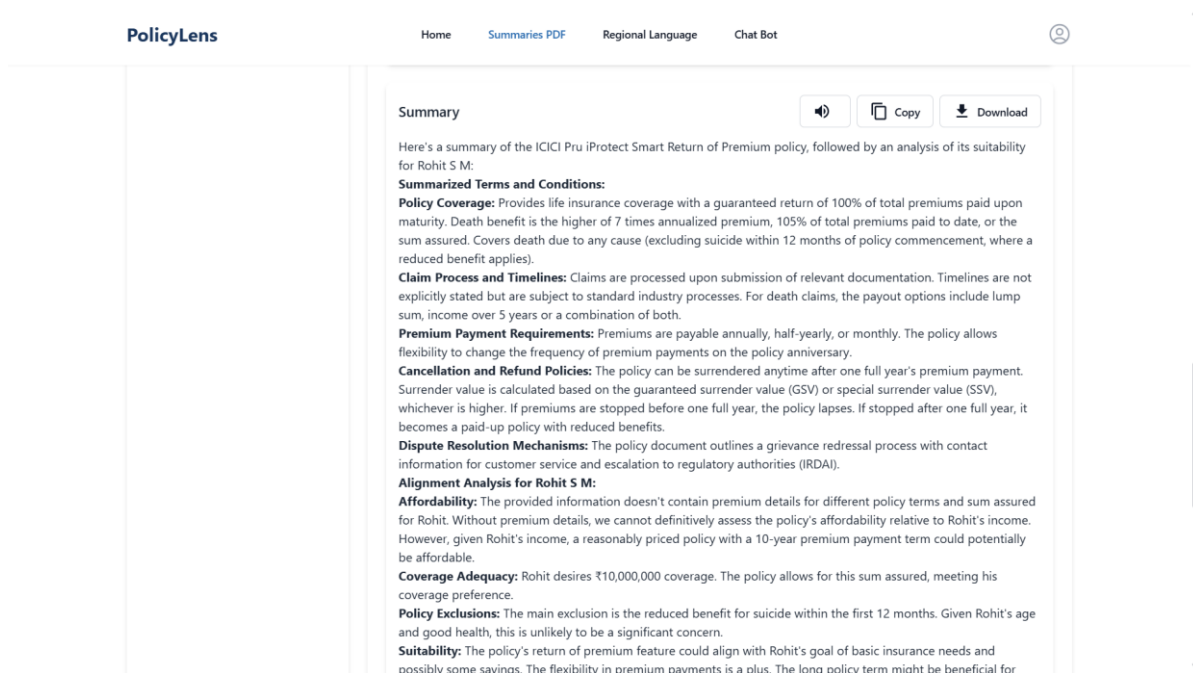 PolicyLens
Home
Summaries PDF
Regional Language
Chat Bot
Summary
Copy
Download
Here's a summary of the ICICI Pru iProtect Smart Return of Premium policy, followed by an analysis of its suitability
for Rohit S M:
Summarized Terms and Conditions:
Policy Coverage: Provides life insurance coverage with a guaranteed return of 100% of total premiums paid upon
maturity. Death benefit is the higher of 7 times annualized premium, 105% of total premiums paid to date, or the
sum assured. Covers death due to any cause (excluding suicide within 12 months of policy commencement, where a
reduced benefit applies).
Claim Process and Timelines: Claims are processed upon submission of relevant documentation. Timelines are not
explicitly stated but are subject to standard industry processes. For death claims, the payout options include lump
sum, income over 5 years or a combination of both.
Premium Payment Requirements: Premiums are payable annually, half-yearly, or monthly. The policy allows
flexibility to change the frequency of premium payments on the policy anniversary.
Cancellation and Refund Policies: The policy can be surrendered anytime after one full year's premium payment.
Surrender value is calculated based on the guaranteed surrender value (GSV) or special surrender value (SSV),
whichever is higher. If premiums are stopped before one full year, the policy lapses. If stopped after one full year, it
becomes a paid-up policy with reduced benefits.
Dispute Resolution Mechanisms: The policy document outlines a grievance redressal process with contact
information for customer service and escalation to regulatory authorities (IRDAI).
Alignment Analysis for Rohit S M:
Affordability: The provided information doesn't contain premium details for different policy terms and sum assured
for Rohit. Without premium details, we cannot definitively assess the policy's affordability relative to Rohit's income.
However, given Rohit's income, a reasonably priced policy with a 10-year premium payment term could potentially
be affordable.
Coverage Adequacy: Rohit desires ₹10,000,000 coverage. The policy allows for this sum assured, meeting his
coverage preference.
Policy Exclusions: The main exclusion is the reduced benefit for suicide within the first 12 months. Given Rohit's age
and good health, this is unlikely to be a significant concern.
Suitability: The policy's return of premium feature could align with Rohit's goal of basic insurance needs and
possibly some savings. The flexibility in premium payments is a plus. The long policy term might be beneficial for